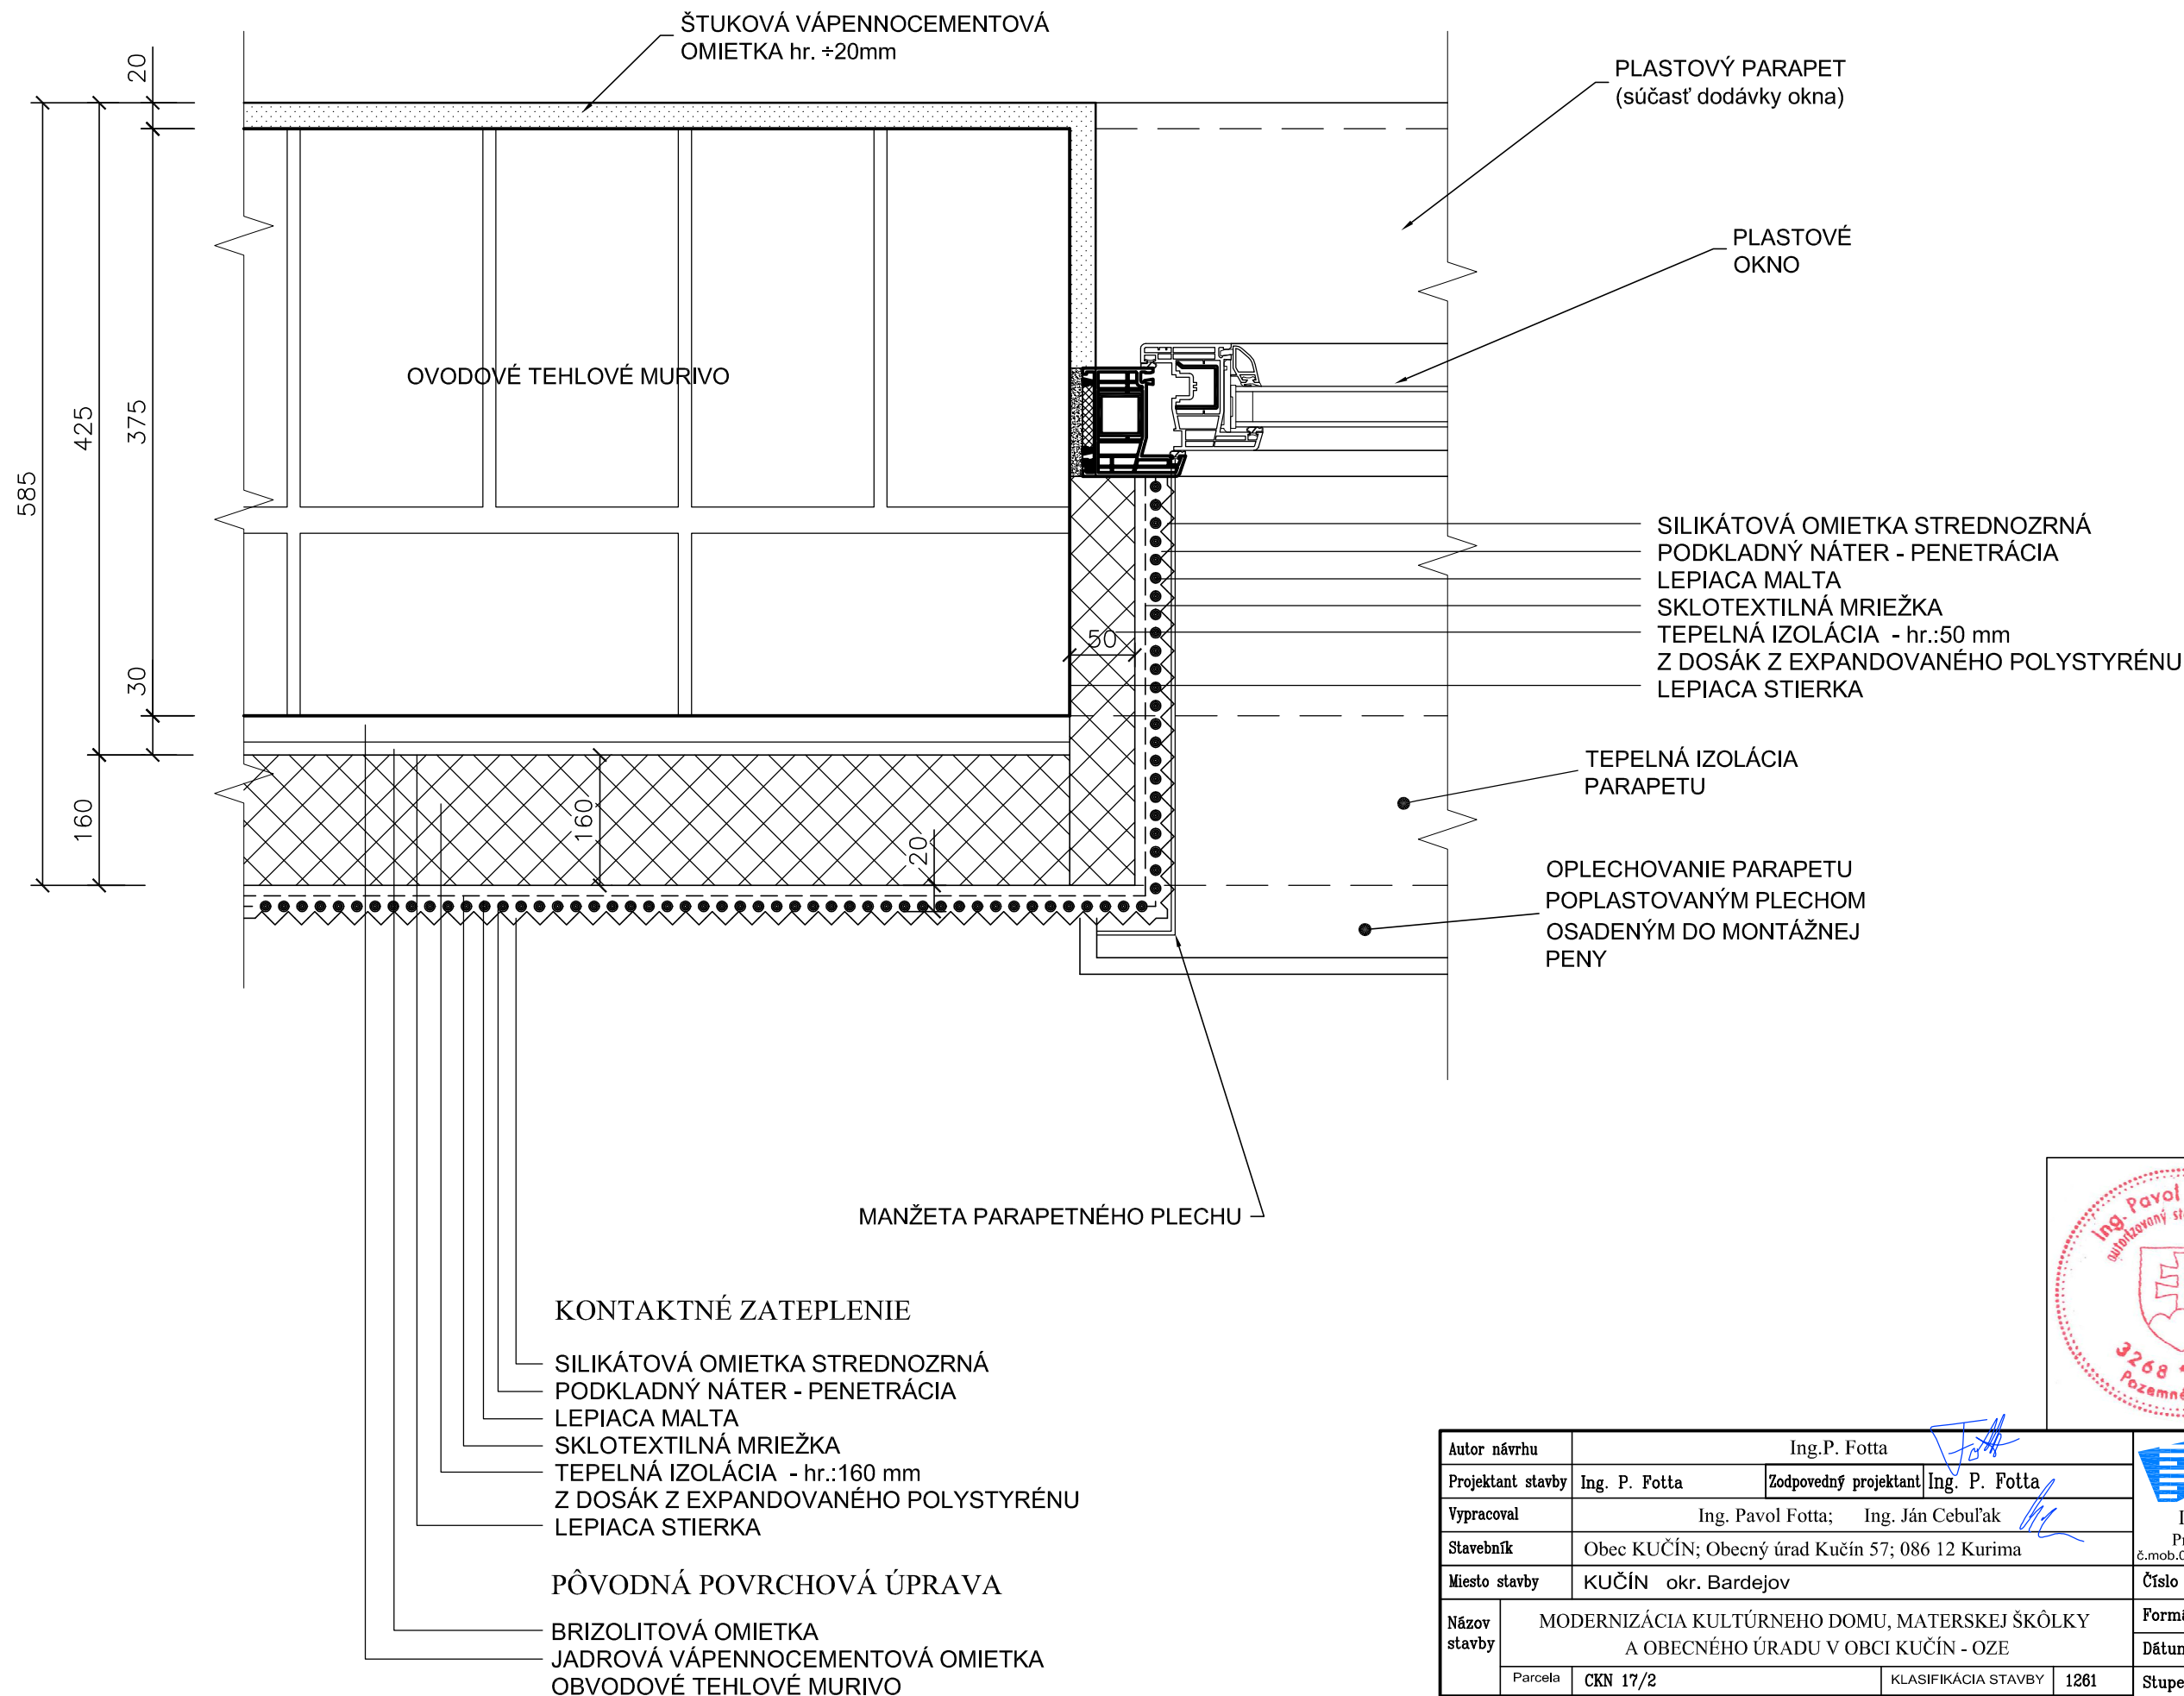 ŠTUKOVÁ VÁPENNOCEMENTOVÁ
OMIETKA hr. ÷20mm
PLASTOVÝ PARAPET
(súčasť dodávky okna)
PLASTOVÉ
OKNO
20
585
425
375
30
160
OVODOVÉ TEHLOVÉ MURIVO
50
160
20
SILIKÁTOVÁ OMIETKA STREDNOZRNÁ
PODKLADNÝ NÁTER - PENETRÁCIA
LEPIACA MALTA
SKLOTEXTILNÁ MRIEŽKA
TEPELNÁ IZOLÁCIA - hr.:50 mm
Z DOSÁK Z EXPANDOVANÉHO POLYSTYRÉNU
LEPIACA STIERKA
TEPELNÁ IZOLÁCIA
PARAPETU
OPLECHOVANIE PARAPETU
POPLASTOVANÝM PLECHOM
OSADENÝM DO MONTÁŽNEJ
PENY
MANŽETA PARAPETNÉHO PLECHU
KONTAKTNÉ ZATEPLENIE
SILIKÁTOVÁ OMIETKA STREDNOZRNÁ
PODKLADNÝ NÁTER - PENETRÁCIA
LEPIACA MALTA
SKLOTEXTILNÁ MRIEŽKA
TEPELNÁ IZOLÁCIA - hr.:160 mm
Z DOSÁK Z EXPANDOVANÉHO POLYSTYRÉNU
LEPIACA STIERKA
PÔVODNÁ POVRCHOVÁ ÚPRAVA
BRIZOLITOVÁ OMIETKA
JADROVÁ VÁPENNOCEMENTOVÁ OMIETKA
OBVODOVÉ TEHLOVÉ MURIVO
Ing. Pavol
3268
Autor návrhu Ing.P. Fotta
Projektant stavby Ing. P. Fotta Zodpovedný projektant Ing. P. Fotta
Vypracoval Ing. Pavol Fotta; Ing. Ján Cebuľak
Stavebník Obec KUČÍN; Obecný úrad Kučín 57; 086 12 Kurima
č.mob.0
Miesto stavby KUČÍN okr. Bardejov
Číslo
Názov stavby MODERNIZÁCIA KULTÚRNEHO DOMU, MATERSKEJ ŠKÔLKY
A OBECNÉHO ÚRADU V OBCI KUČÍN - OZE
Parcela CKN 17/2 KLASIFIKÁCIA STAVBY 1261